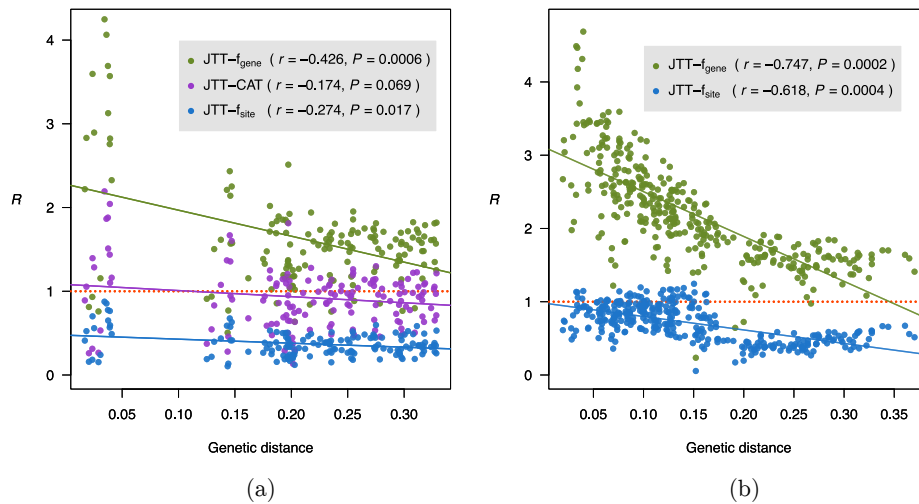 4
3
2
1
0
R
JTT−fgene ( r = −0.426, P = 0.0006)
JTT−CAT ( r = −0.174, P = 0.069)
JTT−fsite ( r = −0.274, P = 0.017)
0.05 0.10 0.15 0.20 0.25 0.30
Genetic distance
(a)
5
4
3
2
1
0
R
JTT−fgene ( r = −0.747, P = 0.0002)
JTT−fsite ( r = −0.618, P = 0.0004)
0.05 0.10 0.15 0.20 0.25 0.30 0.35
Genetic distance
(b)